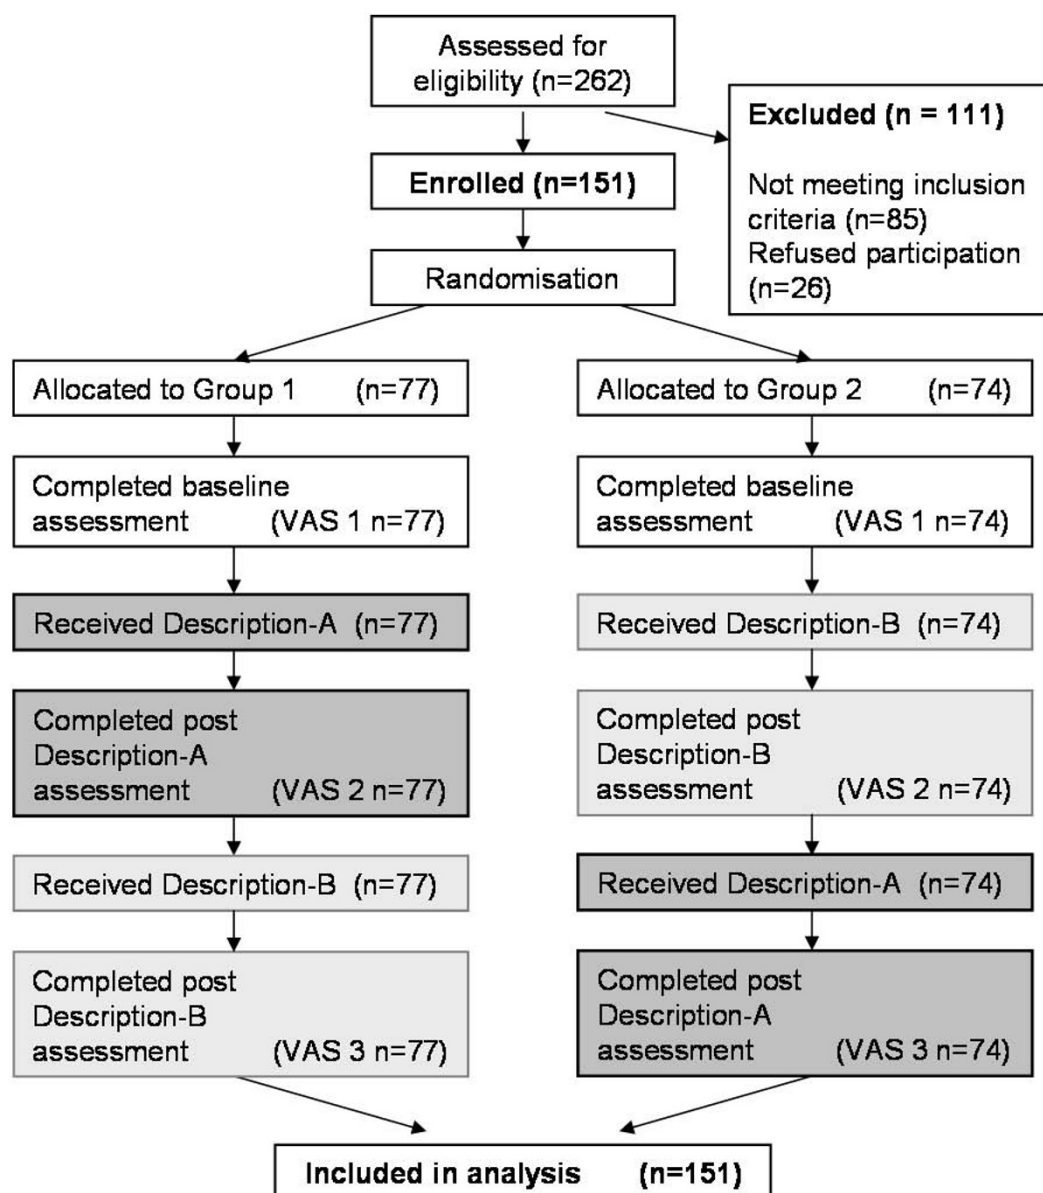 Assessed for
eligibility (n=262)
Excluded (n = 111)
Not meeting inclusion
criteria (n=85)
Refused participation
(n=26)
Enrolled (n=151)
Randomisation
Allocated to Group 1 (n=77)
Completed baseline
assessment (VAS 1 n=77)
Received Description-A (n=77)
Completed post
Description-A
assessment (VAS 2 n=77)
Received Description-B (n=77)
Completed post
Description-B
assessment (VAS 3 n=77)
Allocated to Group 2 (n=74)
Completed baseline
assessment (VAS 1 n=74)
Received Description-B (n=74)
Completed post
Description-B
assessment (VAS 2 n=74)
Received Description-A (n=74)
Completed post
Description-A
assessment (VAS 3 n=74)
Included in analysis (n=151)